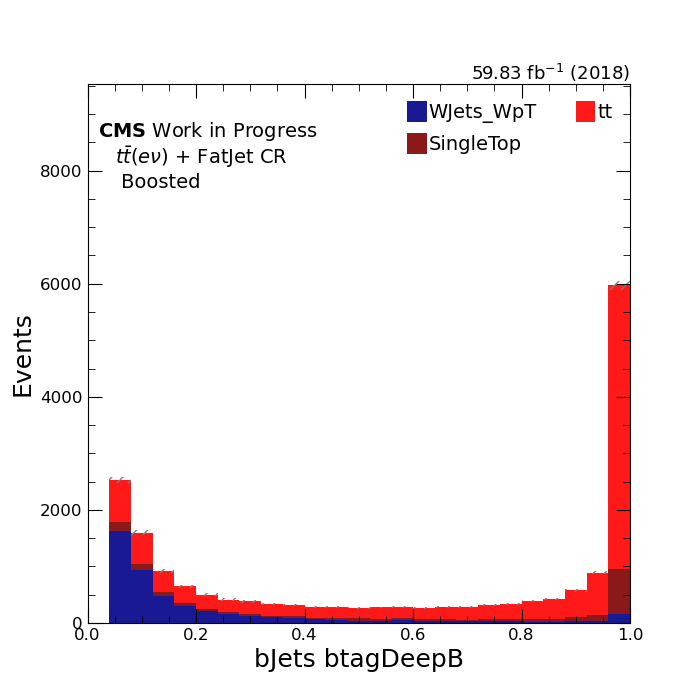 59.83 fb⁻¹ (2018)
WJets_WpT tt
SingleTop
CMS Work in Progress
tt̄(eν) + FatJet CR
Boosted
Events
8000
6000
4000
2000
0
0.0 0.2 0.4 0.6 0.8 1.0
bJets btagDeepB